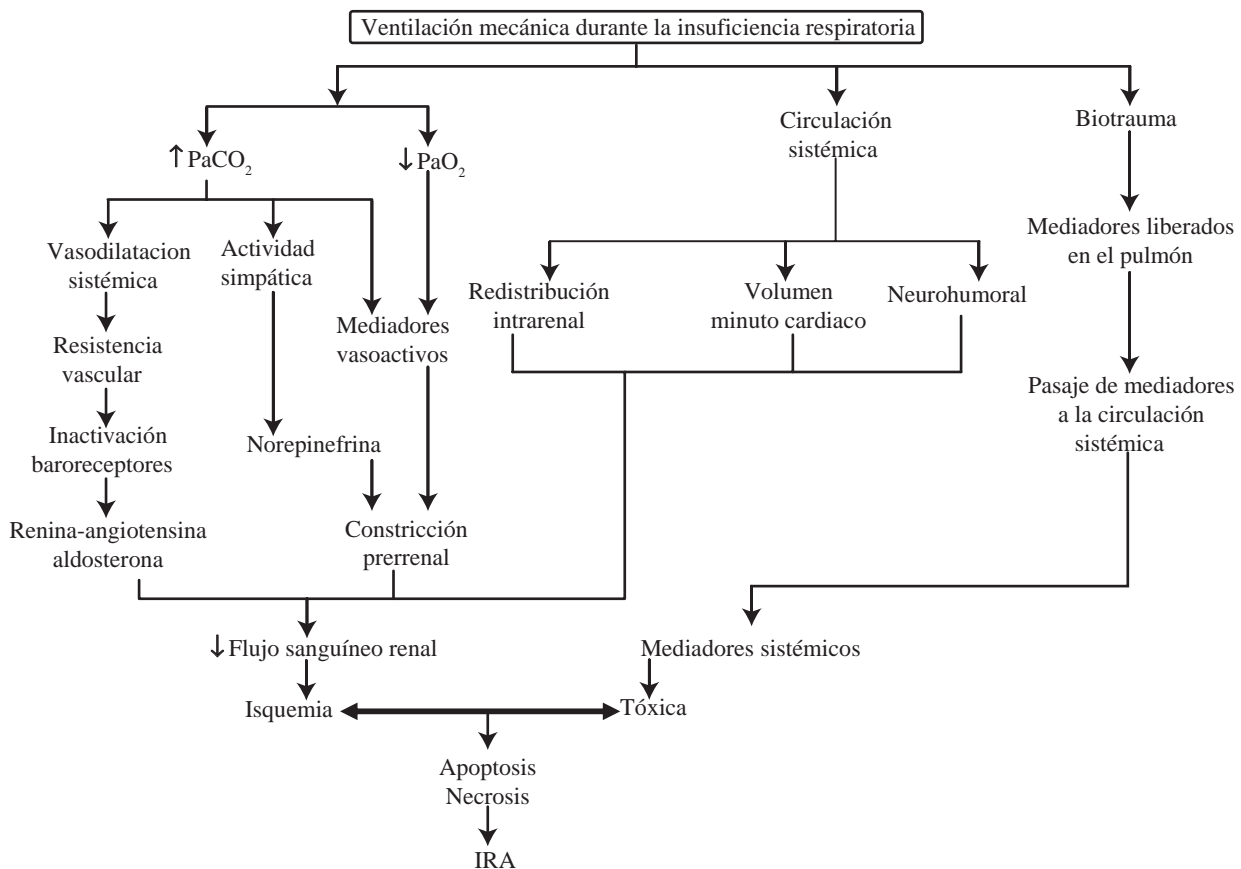 Ventilación mecánica durante la insuficiencia respiratoria
↑ PaCO2
↓ PaO2
Circulación
sistémica
Biotrauma
Vasodilatacion
sistémica
Actividad
simpática
Mediadores
vasoactivos
Redistribución
intrarenal
Volumen
minuto cardiaco
Neurohumoral
Mediadores liberados
en el pulmón
Resistencia
vascular
Inactivación
baroreceptores
Norepinefrina
Pasaje de mediadores
a la circulación
sistémica
Renina-angiotensina
aldosterona
Constricción
prerrenal
↓ Flujo sanguíneo renal
Mediadores sistémicos
Isquemia
Tóxica
Apoptosis
Necrosis
IRA